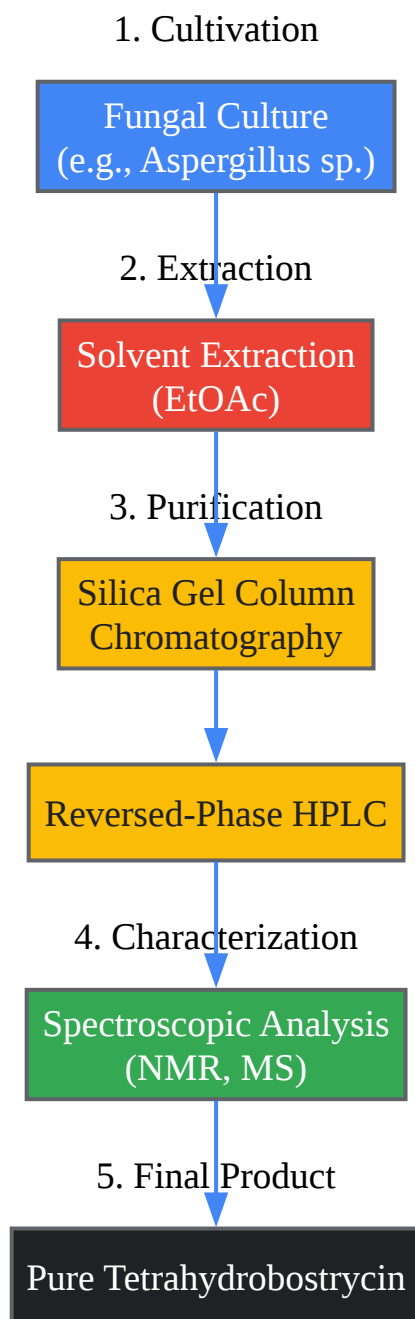 1. Cultivation
Fungal Culture
(e.g., Aspergillus sp.)
2. Extraction
Solvent Extraction
(EtOAc)
3. Purification
Silica Gel Column
Chromatography
Reversed-Phase HPLC
4. Characterization
Spectroscopic Analysis
(NMR, MS)
5. Final Product
Pure Tetrahydrobostrycin